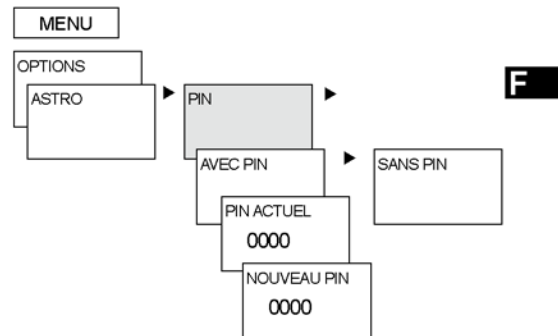 MENU
OPTIONS
F
ASTRO
PIN
AVEC PIN
SANS PIN
PIN ACTUEL
0000
NOUVEAU PIN
0000